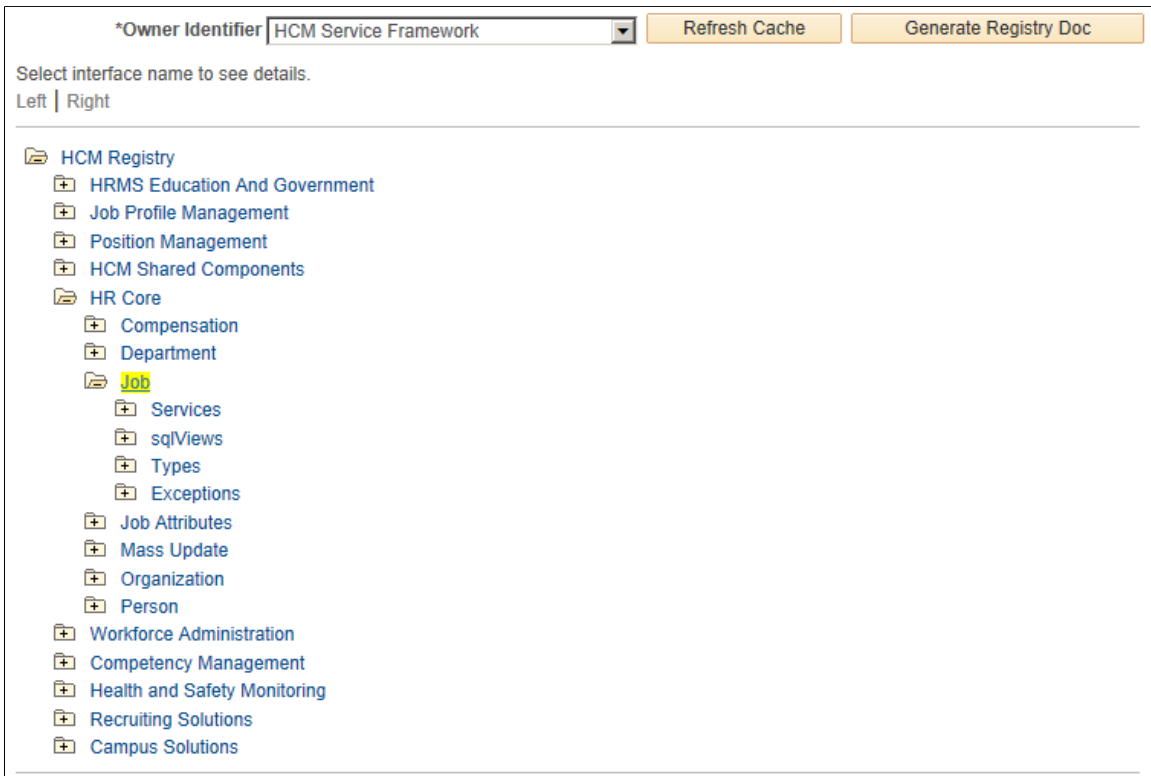 *Owner Identifier HCM Service Framework Refresh Cache Generate Registry Doc
Select interface name to see details.
Left | Right
HCM Registry
HRMS Education And Government
Job Profile Management
Position Management
HCM Shared Components
HR Core
Compensation
Department
Job
Services
sqlViews
Types
Exceptions
Job Attributes
Mass Update
Organization
Person
Workforce Administration
Competency Management
Health and Safety Monitoring
Recruiting Solutions
Campus Solutions